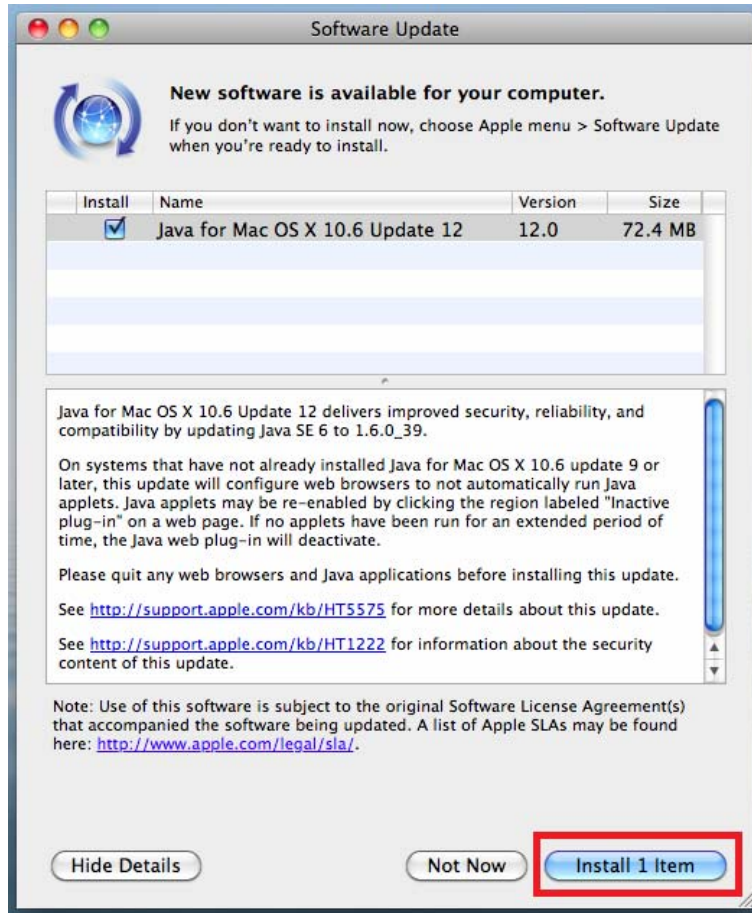 Software Update
New software is available for your computer.
If you don't want to install now, choose Apple menu > Software Update
when you're ready to install.
Install Name Version Size
Java for Mac OS X 10.6 Update 12 12.0 72.4 MB
Java for Mac OS X 10.6 Update 12 delivers improved security, reliability, and
compatibility by updating Java SE 6 to 1.6.0_39.
On systems that have not already installed Java for Mac OS X 10.6 update 9 or
later, this update will configure web browsers to not automatically run Java
applets. Java applets may be re-enabled by clicking the region labeled "Inactive
plug-in" on a web page. If no applets have been run for an extended period of
time, the Java web plug-in will deactivate.
Please quit any web browsers and Java applications before installing this update.
See http://support.apple.com/kb/HT5575 for more details about this update.
See http://support.apple.com/kb/HT1222 for information about the security
content of this update.
Note: Use of this software is subject to the original Software License Agreement(s)
that accompanied the software being updated. A list of Apple SLAs may be found
here: http://www.apple.com/legal/sla/.
Hide Details Not Now Install 1 Item